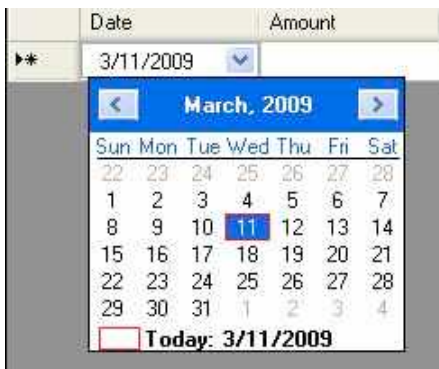 Date Amount
3/11/2009
March, 2009
Sun Mon Tue Wed Thu Fri Sat
22 23 24 25 26 27 28
1 2 3 4 5 6 7
8 9 10 11 12 13 14
15 16 17 18 19 20 21
22 23 24 25 26 27 28
29 30 31 1 2 3 4
Today: 3/11/2009